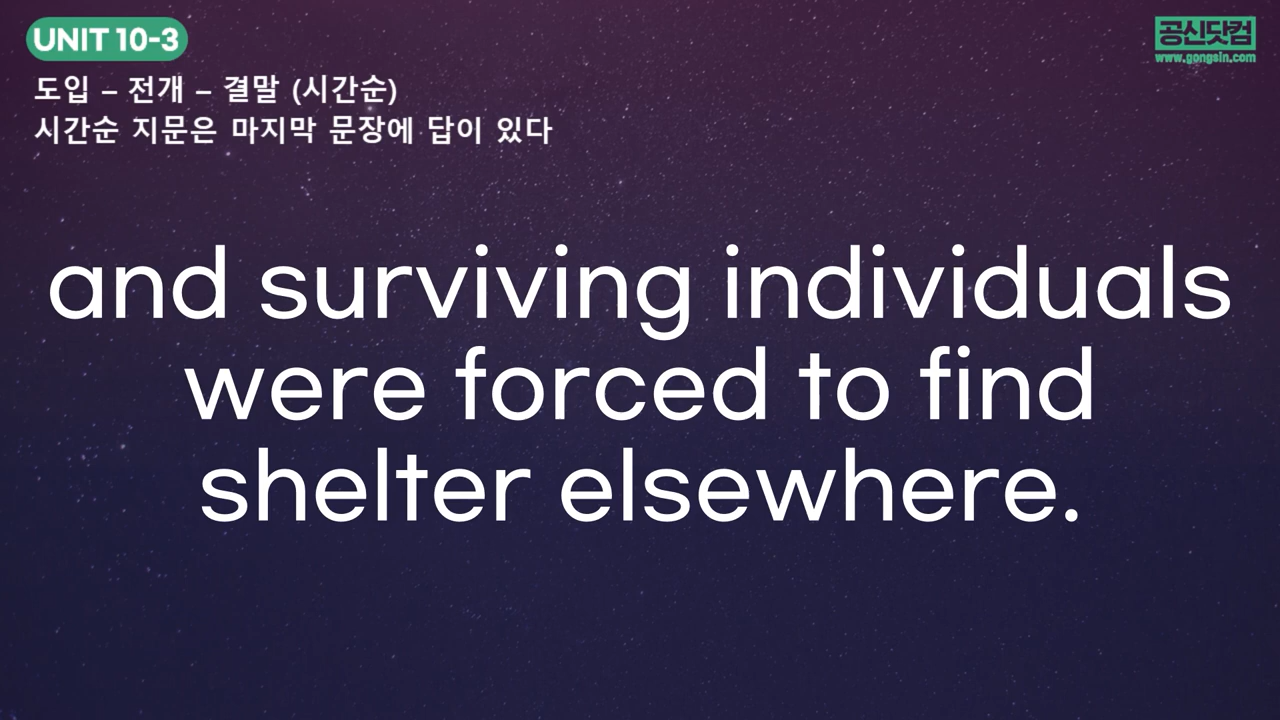 UNIT 10-3
공신닷컴
www.gongsin.com
도입 – 전개 – 결말 (시간순)
시간순 지문은 마지막 문장에 답이 있다
and surviving individuals
were forced to find
shelter elsewhere.